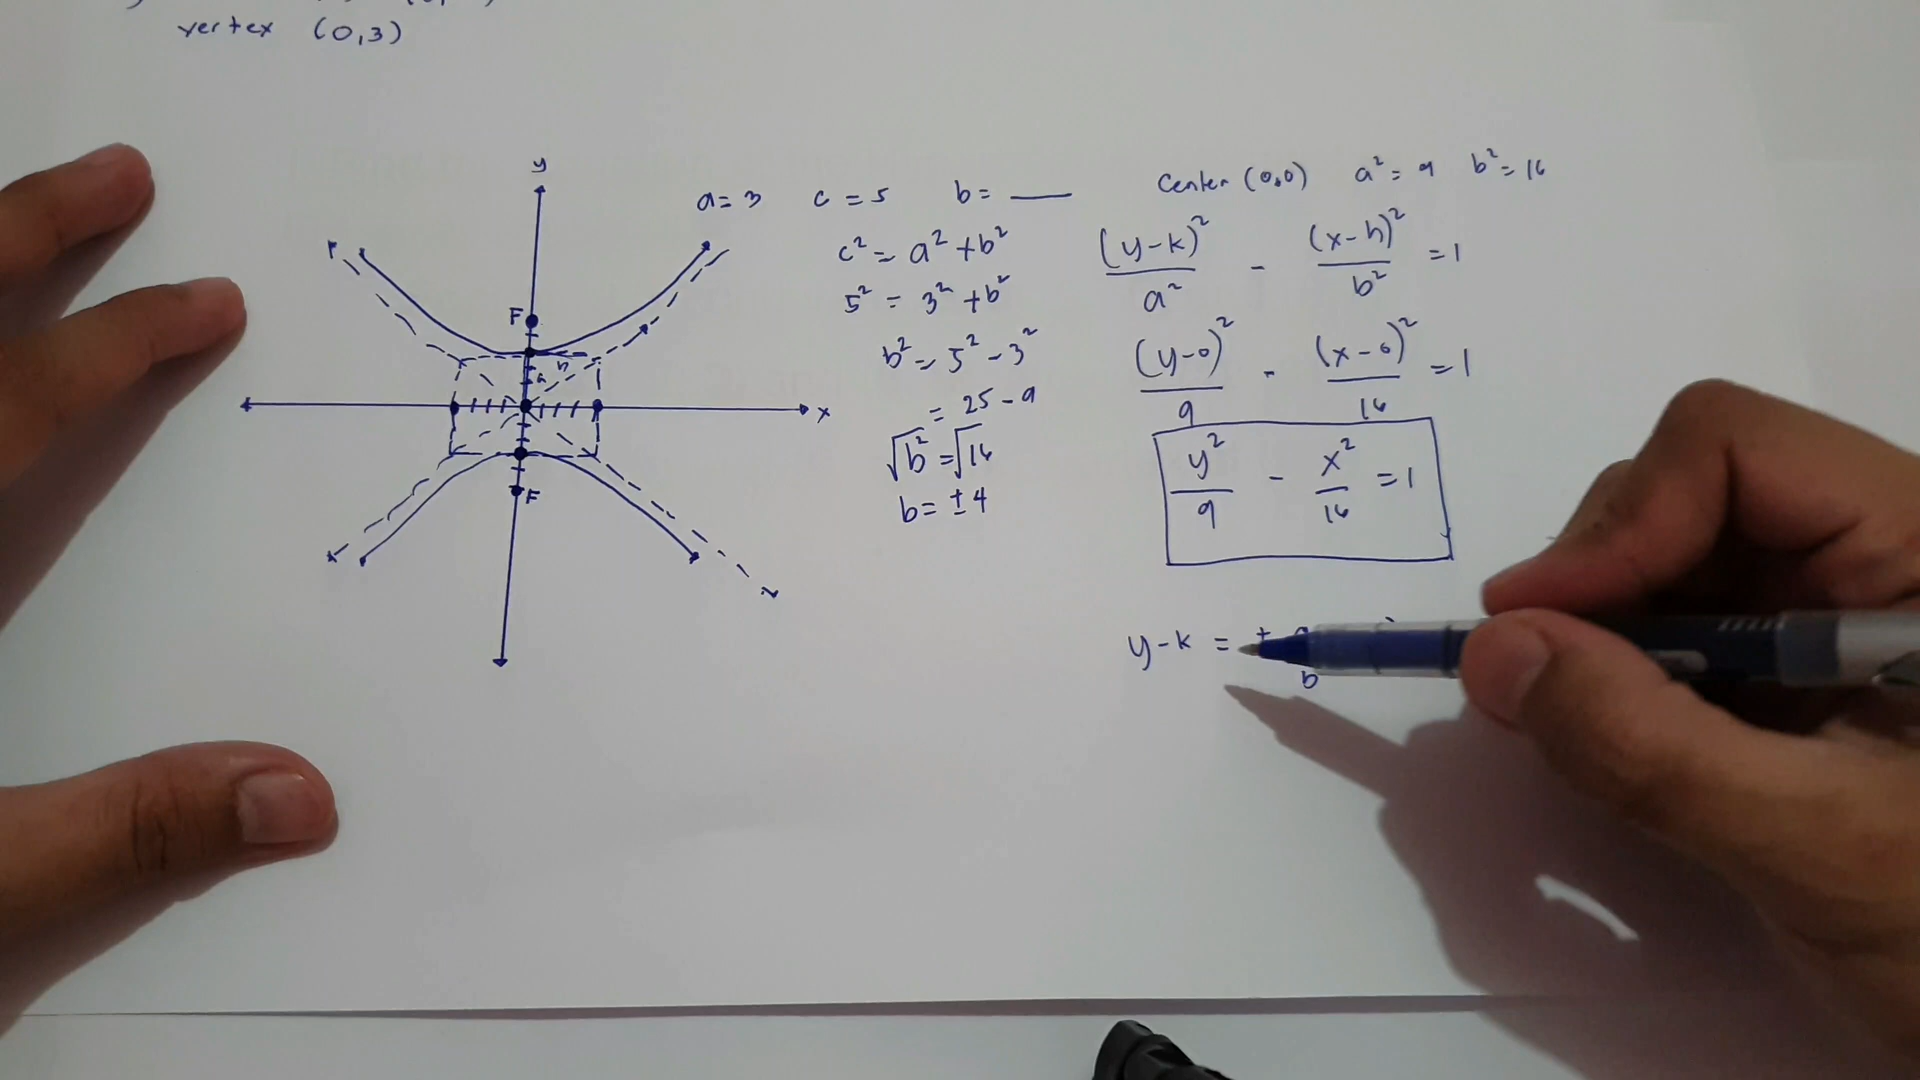 vertex (0,3)
y
F
a
x
F
a = 3 c = 5 b = ___
c² = a² + b²
5² = 3² + b²
b² = 5² - 3²
= 25 - 9
√b² = √16
b = ± 4
Center (0,0) a² = 9 b² = 16
(y-k)²/a² - (x-h)²/b² = 1
(y-0)²/9 - (x-0)²/16 = 1
y²/9 - x²/16 = 1
y-k = ±
b